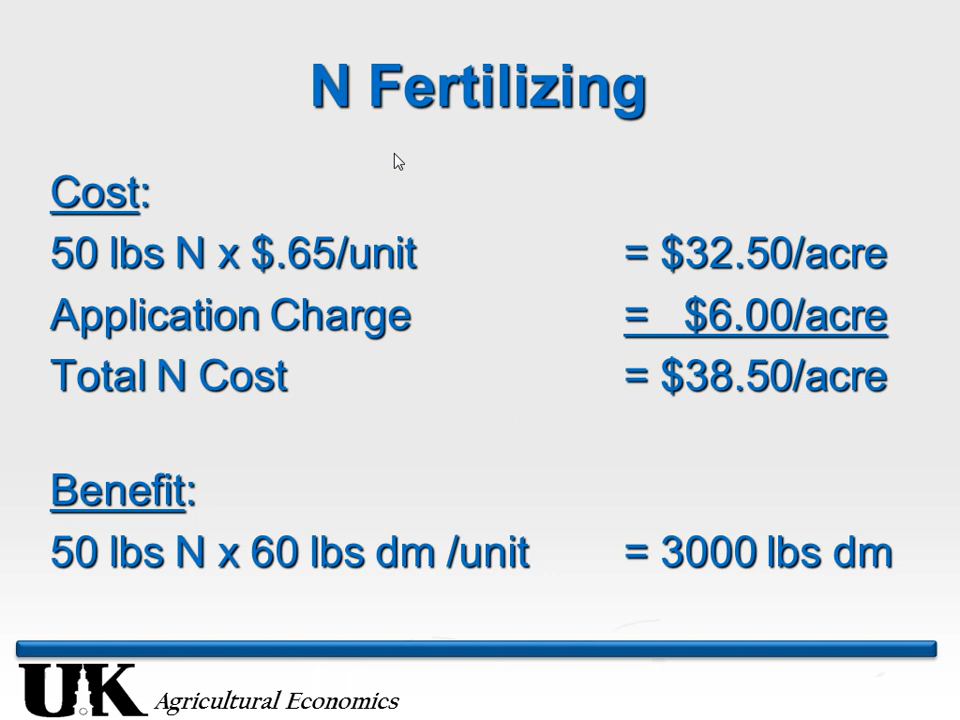 N Fertilizing
Cost:
50 lbs N x $.65/unit = $32.50/acre
Application Charge = $6.00/acre
Total N Cost = $38.50/acre
Benefit:
50 lbs N x 60 lbs dm /unit = 3000 lbs dm
UK Agricultural Economics